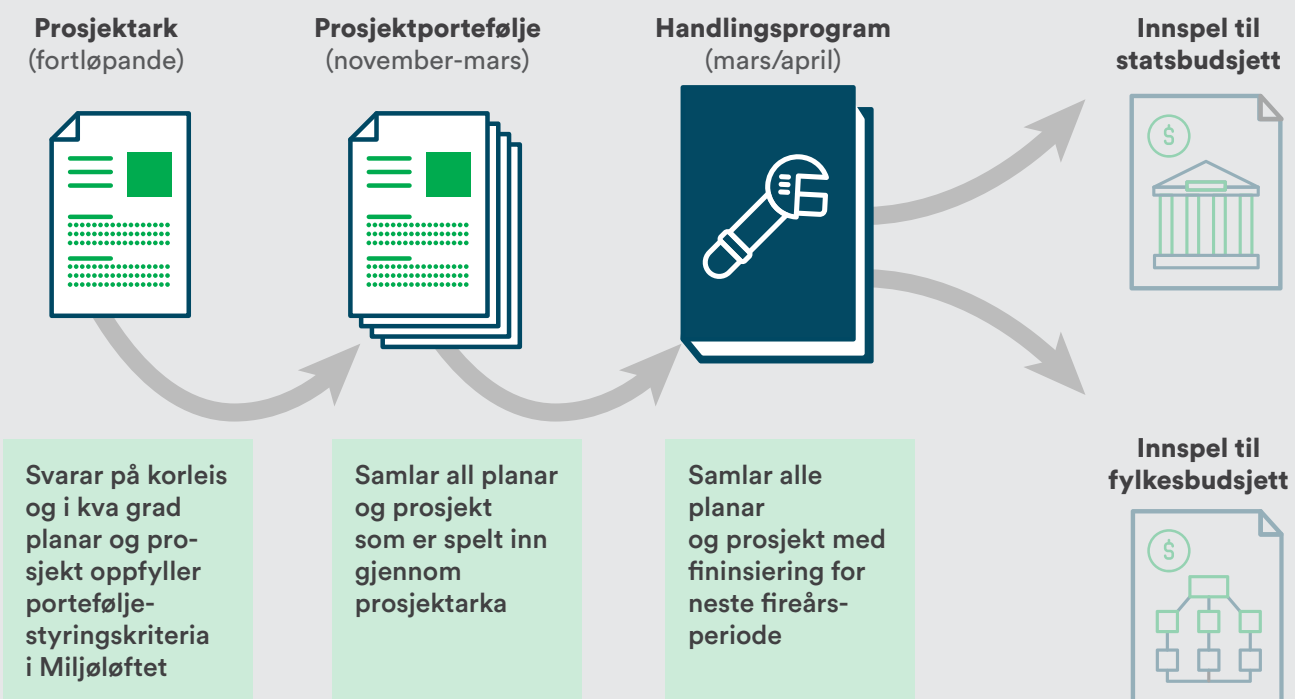 Prosjektark
(fortløpande)
Svarar på korleis
og i kva grad
planar og pro-
sjekt oppfyller
portefølje-
styringskriteria
i Miljøløftet
Prosjektportefølje
(november-mars)
Samlar all planar
og prosjekt
som er spelt inn
gjennom
prosjektarka
Handlingsprogram
(mars/april)
Samlar alle
planar
og prosjekt med
fininsiering for
neste fireårs-
periode
Innspel til
statsbudsjett
$
Innspel til
fylkesbudsjett
$